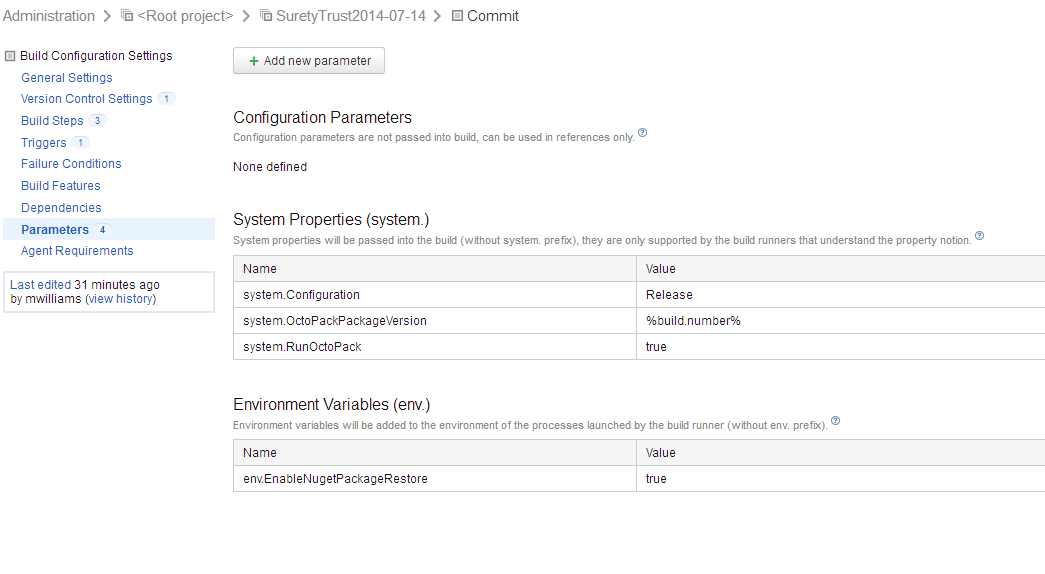 Administration > <Root project> > SuretyTrust2014-07-14 > Commit
Build Configuration Settings
General Settings
Version Control Settings 1
Build Steps 3
Triggers 1
Failure Conditions
Build Features
Dependencies
Parameters 4
Agent Requirements
Last edited 31 minutes ago
by mwilliams (view history)
+ Add new parameter
Configuration Parameters
Configuration parameters are not passed into build, can be used in references only. ?
None defined
System Properties (system.)
System properties will be passed into the build (without system. prefix), they are only supported by the build runners that understand the property notion. ?
Name Value
system.Configuration Release
system.OctoPackPackageVersion %build.number%
system.RunOctoPack true
Environment Variables (env.)
Environment variables will be added to the environment of the processes launched by the build runner (without env. prefix). ?
Name Value
env.EnableNugetPackageRestore true